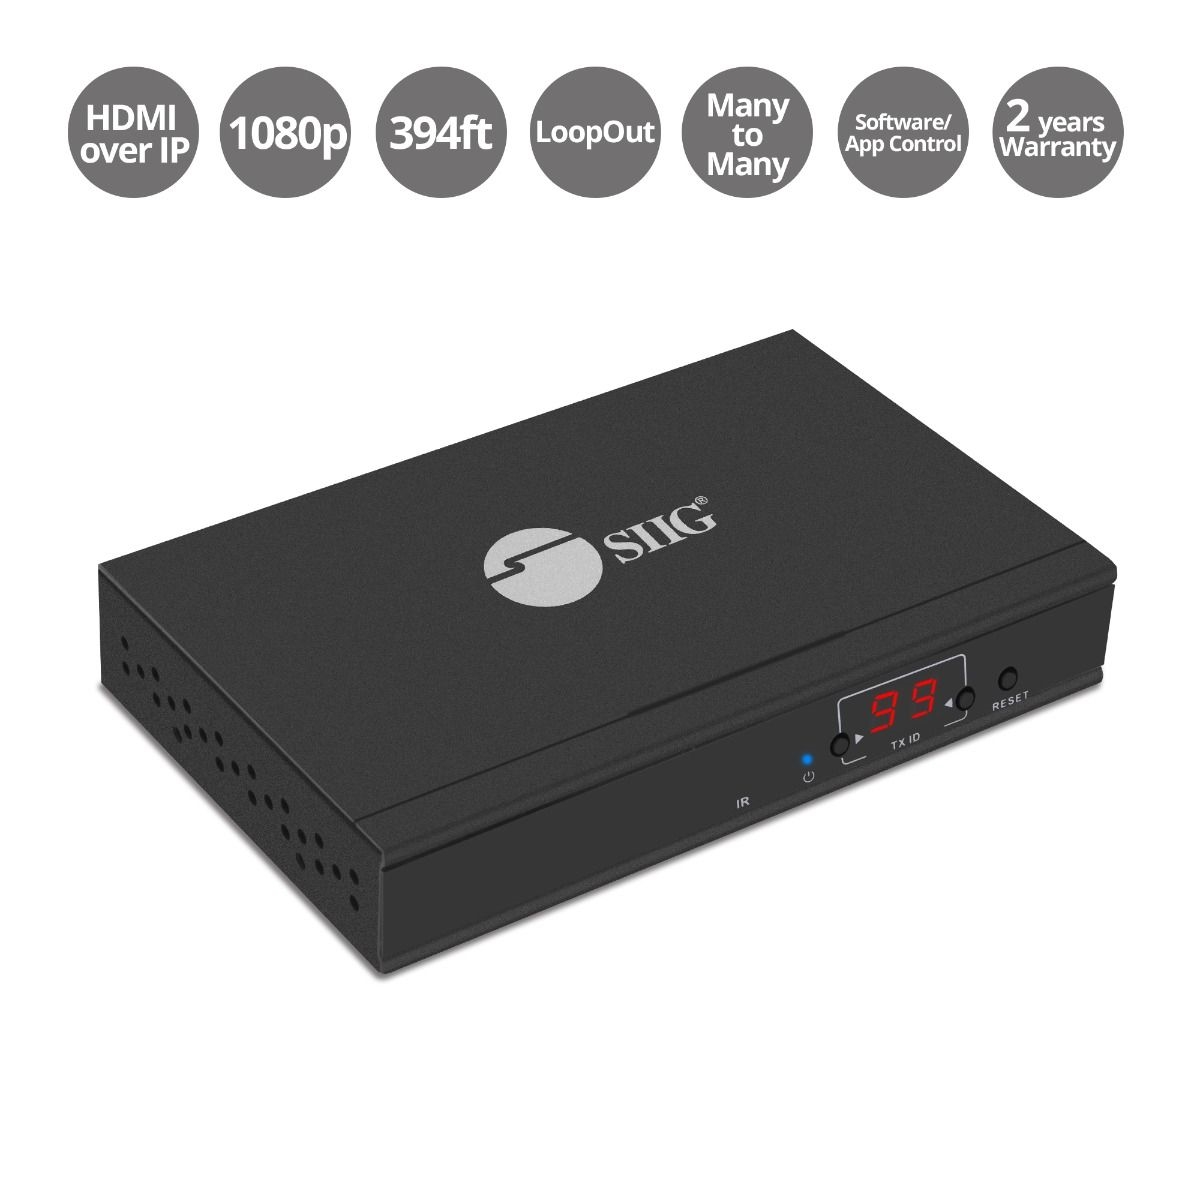 HDMI
over IP
1080p
394ft
LoopOut
Many
to
Many
Software/
App Control
2 years
Warranty
SIIG®
99
TX ID
RESET
IR